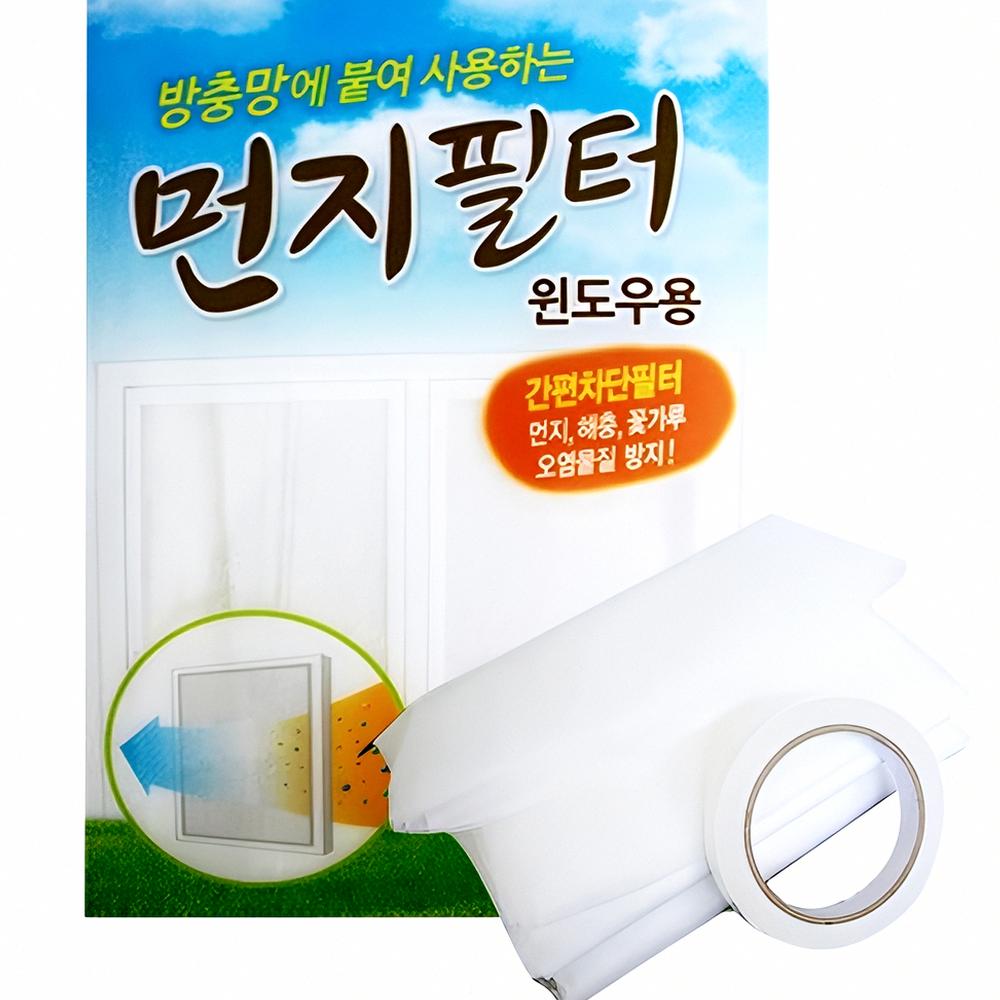 방충망에 붙여 사용하는
먼지필터
윈도우용
간편차단필터
먼지, 해충, 꽃가루
오염물질 방지!